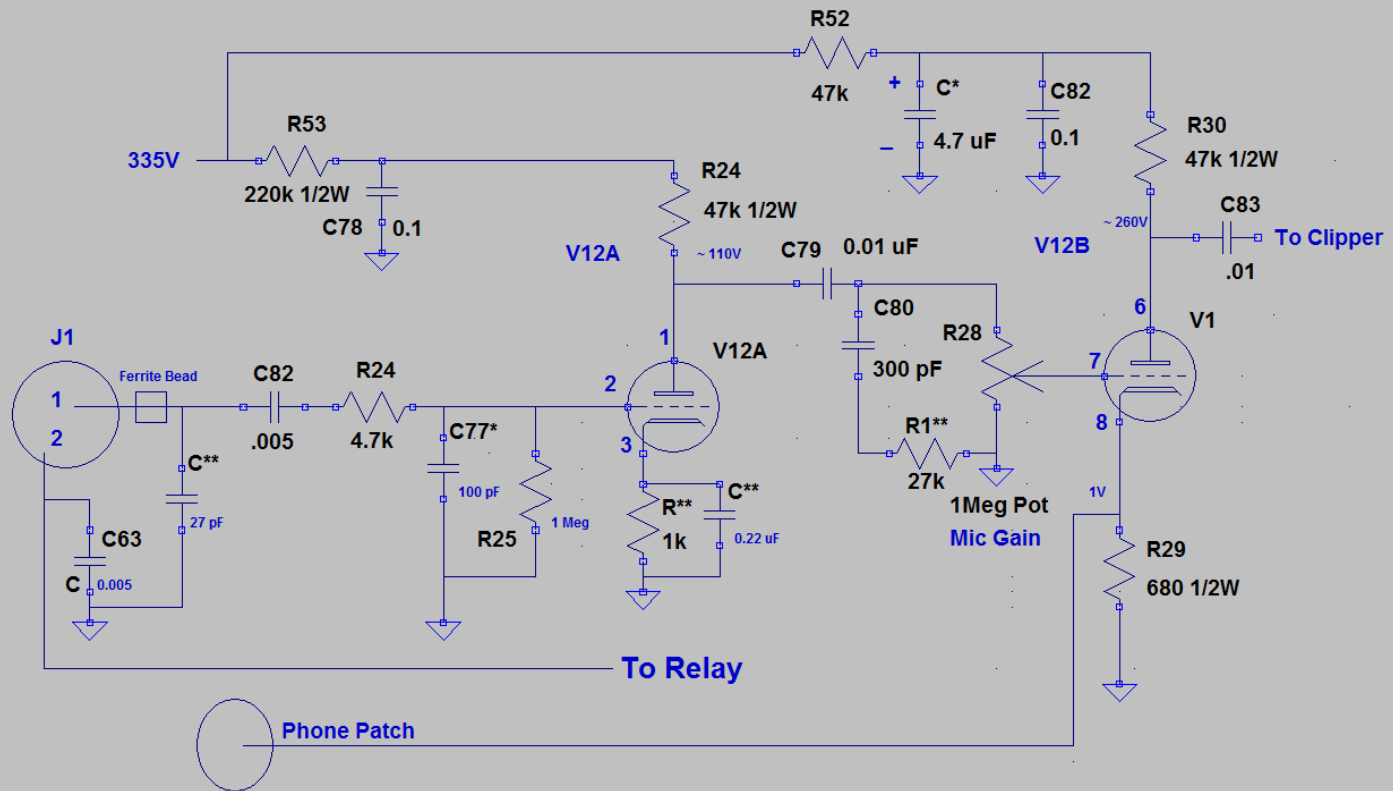 R52
47k
+
C*
4.7 uF
–
C82
0.1
R30
47k 1/2W
335V
R53
220k 1/2W
C78
0.1
R24
47k 1/2W
V12A
~ 110V
C79
0.01 uF
V12B
~ 260V
C83
.01
To Clipper
J1
1
2
Ferrite Bead
C82
.005
R24
4.7k
1
2
3
V12A
C80
300 pF
R28
6
7
8
V1
C**
27 pF
C63
C
0.005
C77*
100 pF
R25
1 Meg
R**
1k
C**
0.22 uF
R1**
27k
1Meg Pot
Mic Gain
1V
R29
680 1/2W
To Relay
Phone Patch